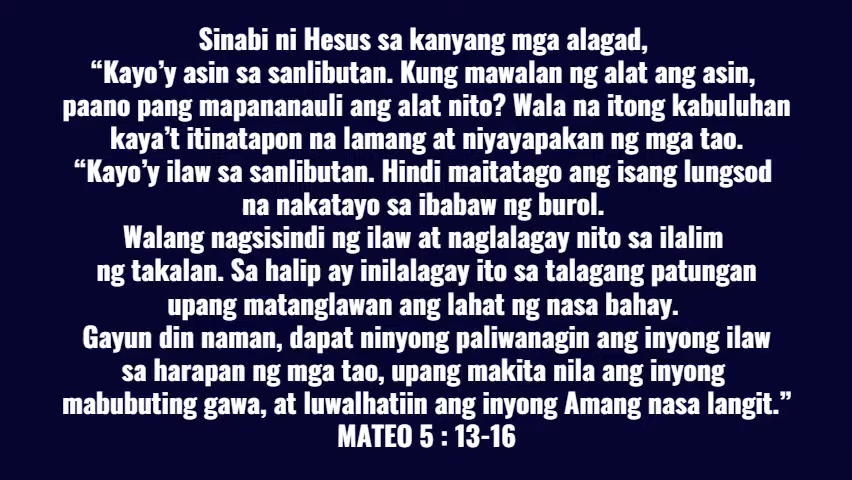 Sinabi ni Hesus sa kanyang mga alagad,
“Kayo’y asin sa sanlibutan. Kung mawalan ng alat ang asin,
paano pang mapananauli ang alat nito? Wala na itong kabuluhan
kaya’t itinatapon na lamang at niyayapakan ng mga tao.
“Kayo’y ilaw sa sanlibutan. Hindi maitatago ang isang lungsod
na nakatayo sa ibabaw ng burol.
Walang nagsisindi ng ilaw at naglalagay nito sa ilalim
ng takalan. Sa halip ay inilalagay ito sa talagang patungan
upang matanglawan ang lahat ng nasa bahay.
Gayun din naman, dapat ninyong paliwanagin ang inyong ilaw
sa harapan ng mga tao, upang makita nila ang inyong
mabubuting gawa, at luwalhatiin ang inyong Amang nasa langit.”
MATEO 5 : 13-16